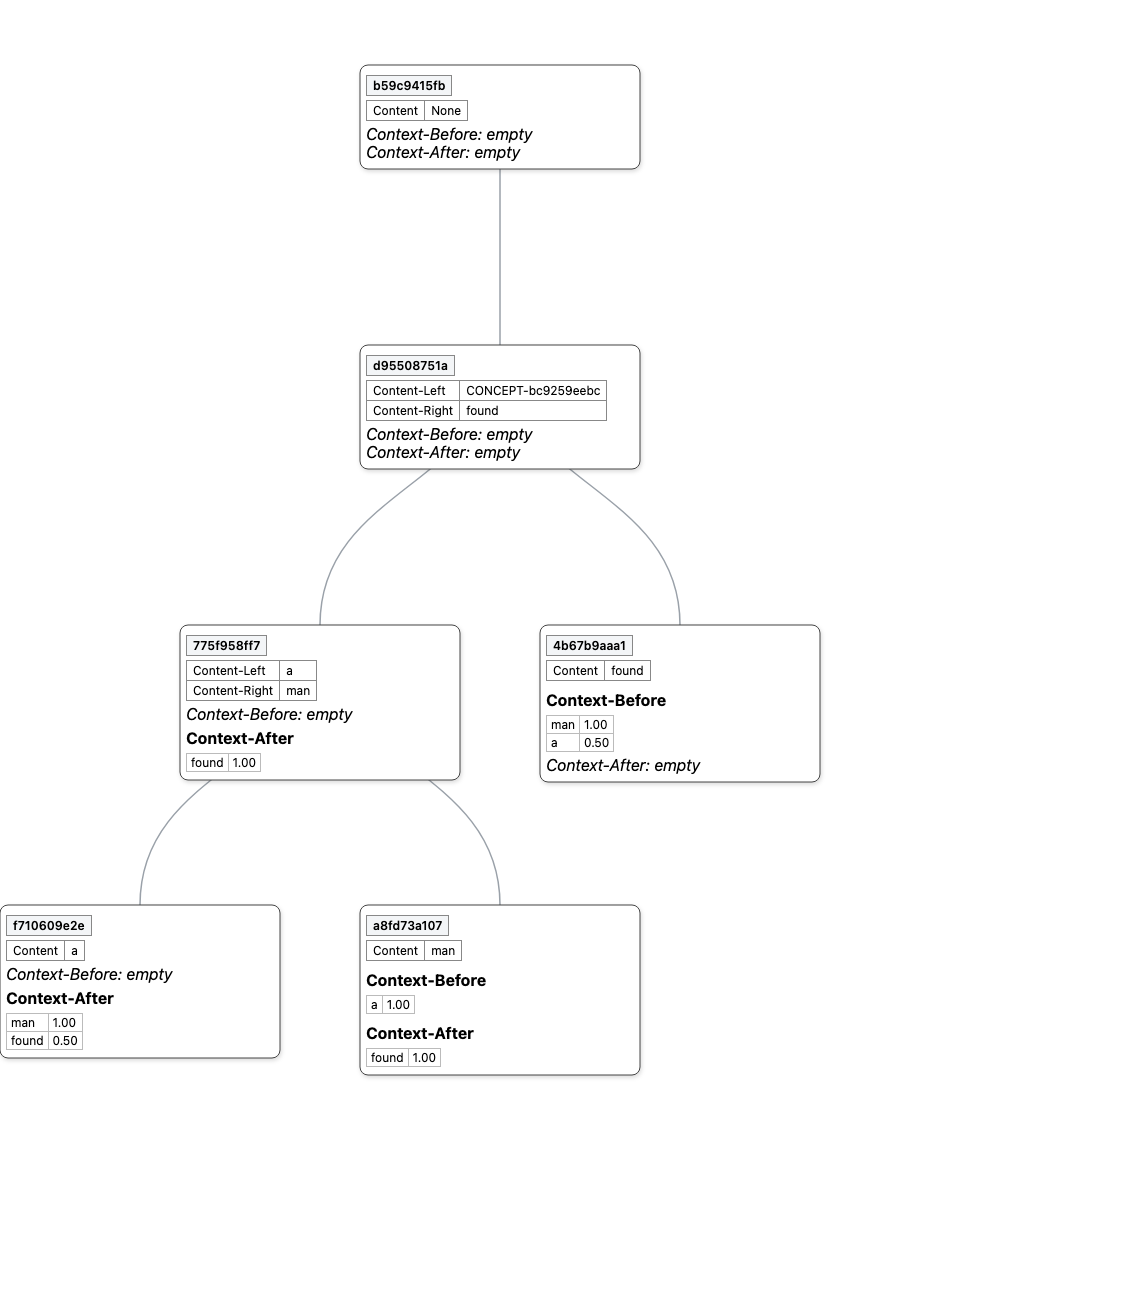 b59c9415fb
Content None
Context-Before: empty
Context-After: empty
d95508751a
Content-Left CONCEPT-bc9259eebc
Content-Right found
Context-Before: empty
Context-After: empty
775f958ff7
Content-Left a
Content-Right man
Context-Before: empty
Context-After
found 1.00
4b67b9aaa1
Content found
Context-Before
man 1.00
a 0.50
Context-After: empty
f710609e2e
Content a
Context-Before: empty
Context-After
man 1.00
found 0.50
a8fd73a107
Content man
Context-Before
a 1.00
Context-After
found 1.00